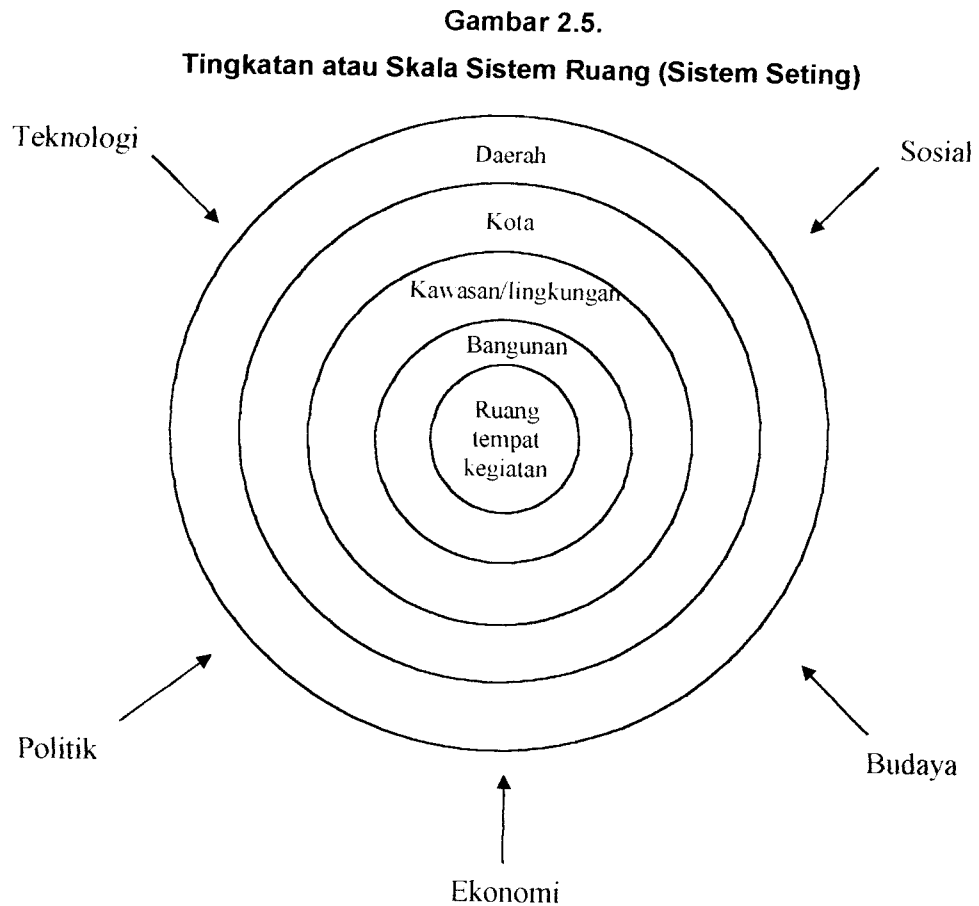 Gambar 2.5.
Tingkatan atau Skala Sistem Ruang (Sistem Seting)
Teknologi
Sosial
Daerah
Kota
Kawasan/lingkungan
Bangunan
Ruang
tempat
kegiatan
Politik
Budaya
Ekonomi